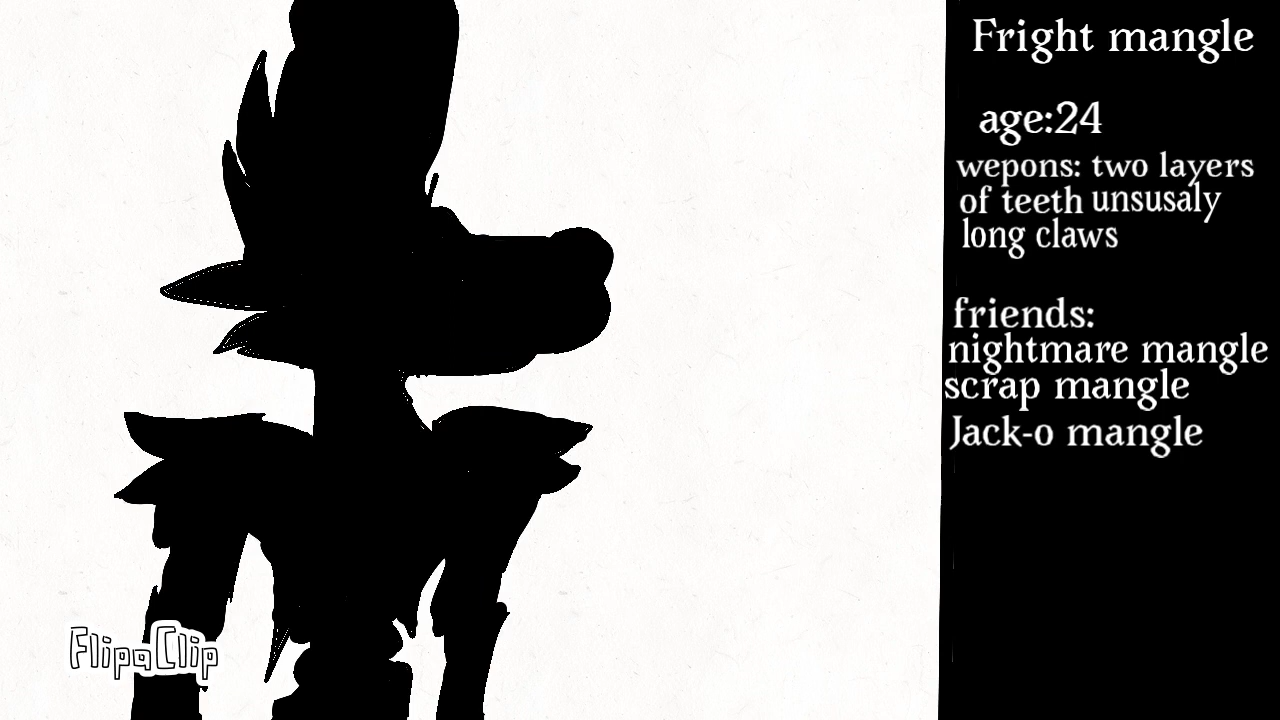 Fright mangle
age:24
wepons: two layers
of teeth unsusaly
long claws
friends:
nightmare mangle
scrap mangle
Jack-o mangle
FlipaClip